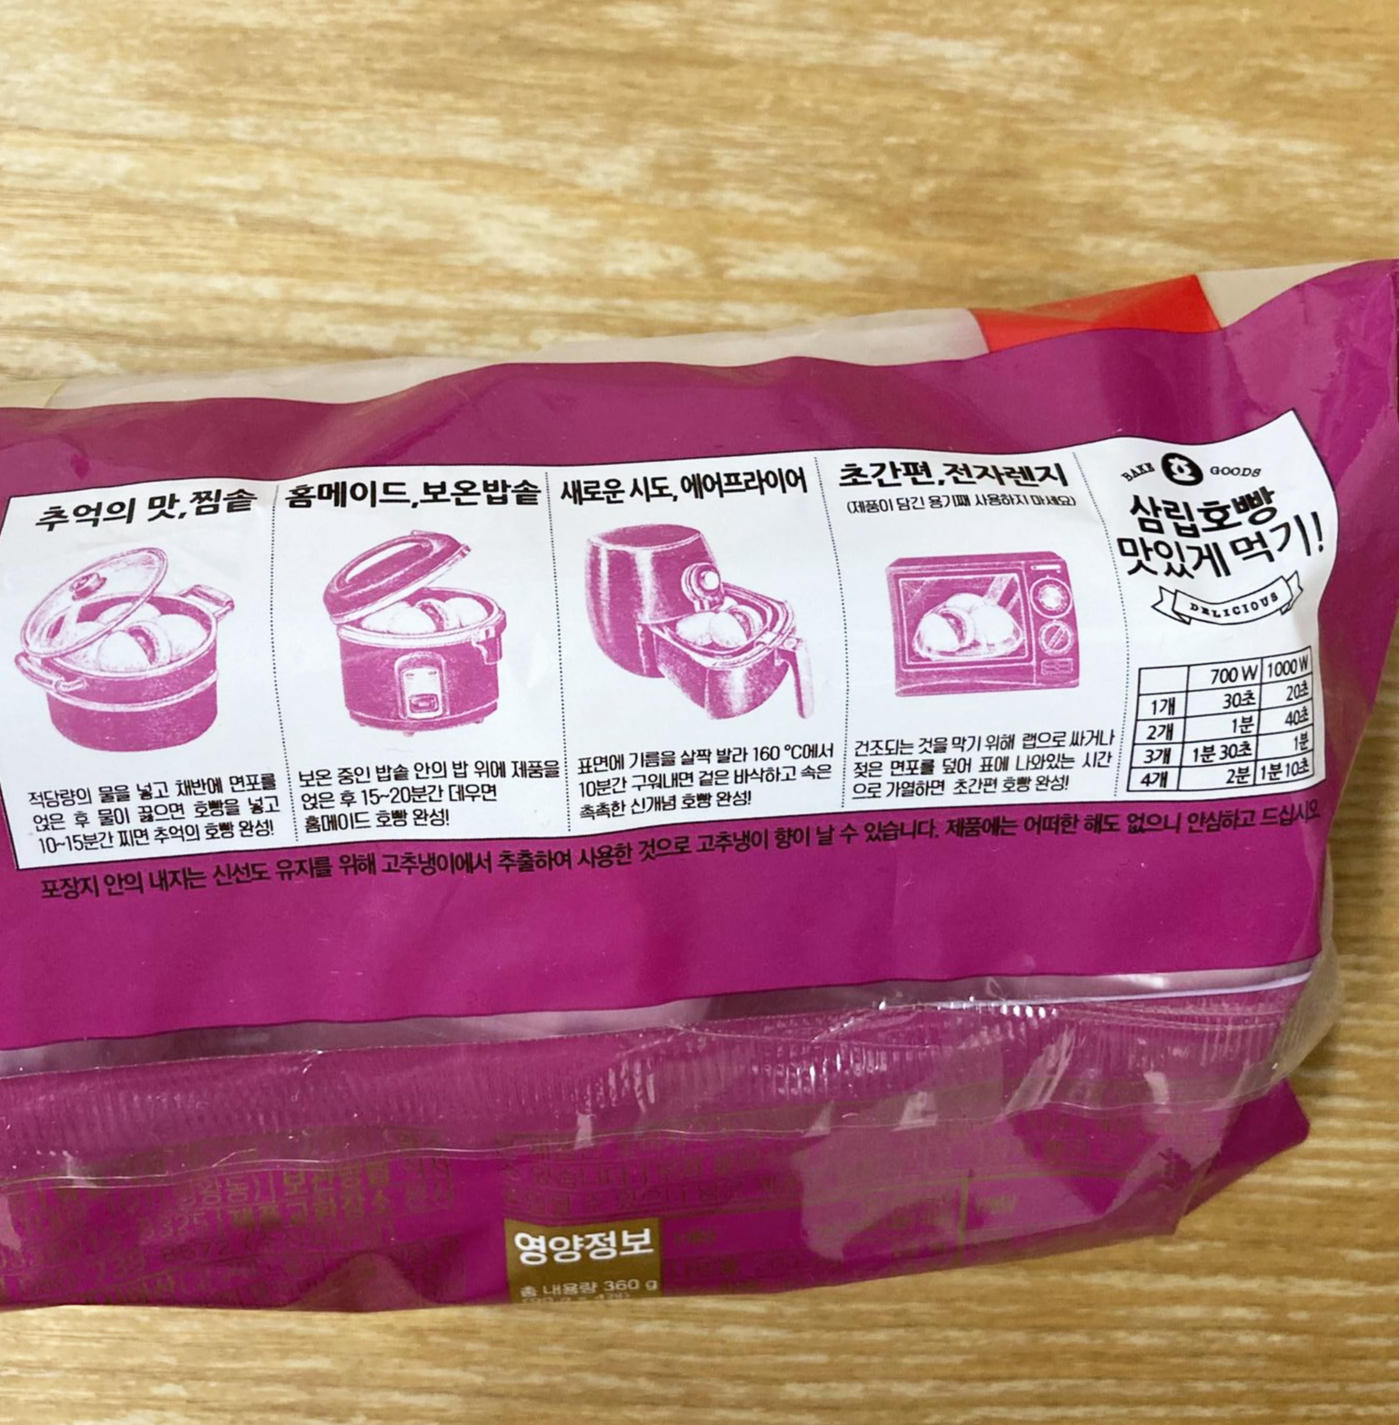 추억의 맛, 찜솥
적당량의 물을 넣고 채반에 면포를
얹은 후 물이 끓으면 호빵을 넣고
10~15분간 찌면 추억의 호빵 완성!
홈메이드, 보온밥솥
보온 중인 밥솥 안의 밥 위에 제품을
얹은 후 15~20분간 데우면
홈메이드 호빵 완성!
새로운 시도, 에어프라이어
표면에 기름을 살짝 발라 160 °C에서
10분간 구워내면 겉은 바삭하고 속은
촉촉한 신개념 호빵 완성!
초간편, 전자렌지
(제품이 담긴 용기째 사용하지 마세요)
건조되는 것을 막기 위해 랩으로 싸거나
젖은 면포를 덮어 표에 나와있는 시간
으로 가열하면 초간편 호빵 완성!
BAKE GOODS
삼립호빵
맛있게 먹기!
DELICIOUS
700 W 1000 W
1개 30초 20초
2개 1분 40초
3개 1분 30초 1분
4개 2분 1분 10초
포장지 안의 내지는 신선도 유지를 위해 고추냉이에서 추출하여 사용한 것으로 고추냉이 향이 날 수 있습니다. 제품에는 어떠한 해도 없으니 안심하고 드십시오.
영양정보
총 내용량 360 g